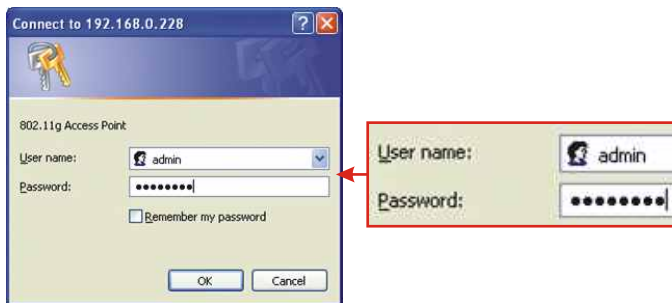 Connect to 192.168.0.228
802.11g Access Point
User name: admin
Password: ••••••••
Remember my password
OK Cancel
User name: admin
Password: ••••••••